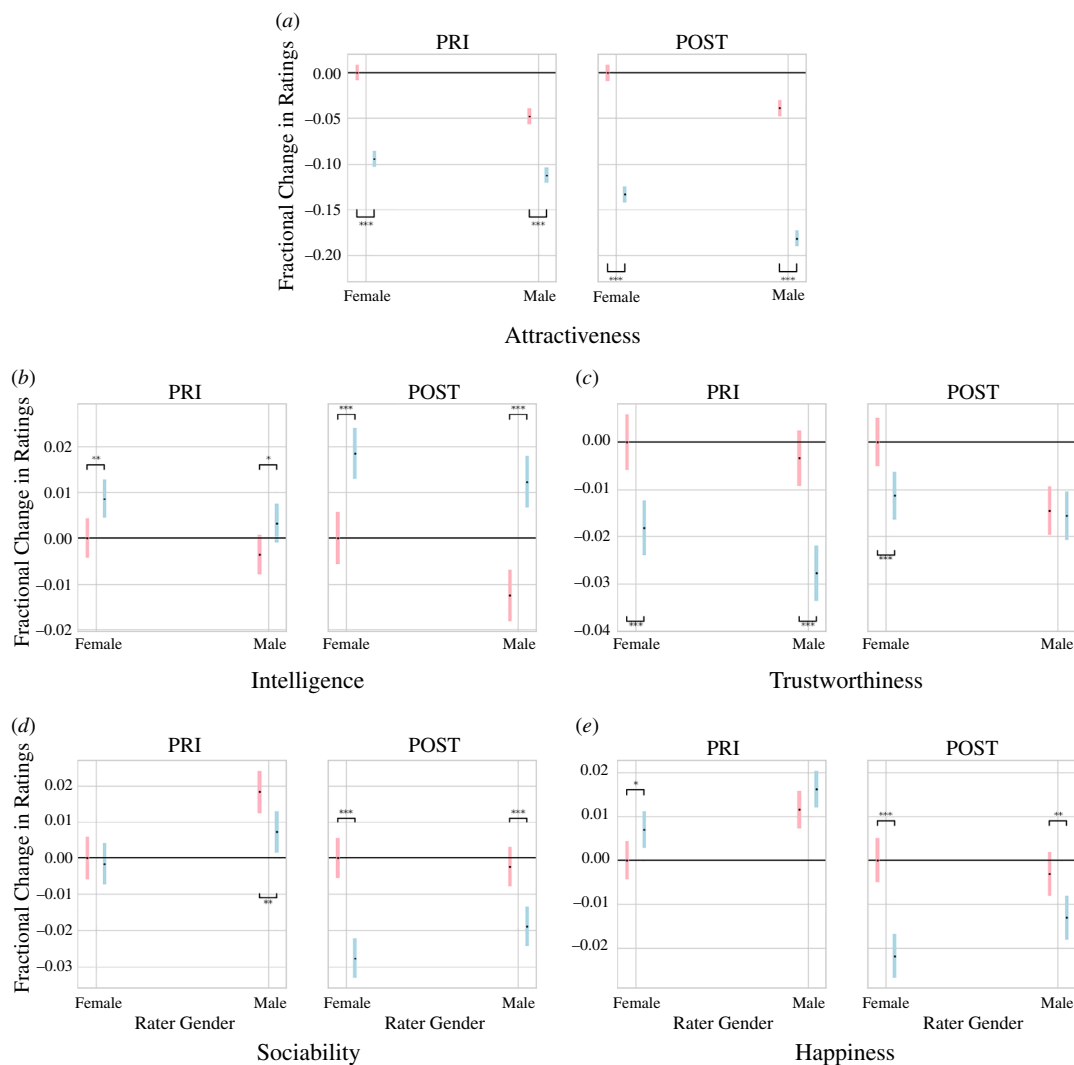 (a)
PRI
POST
Fractional Change in Ratings
0.00
–0.05
–0.10
–0.15
–0.20
***
***
***
***
Female
Male
Female
Male
Attractiveness
(b)
PRI
POST
Fractional Change in Ratings
0.02
0.01
0.00
–0.01
–0.02
**
*
***
***
Female
Male
Female
Male
Intelligence
(c)
PRI
POST
0.00
–0.01
–0.02
–0.03
–0.04
***
***
***
Female
Male
Female
Male
Trustworthiness
(d)
PRI
POST
Fractional Change in Ratings
0.02
0.01
0.00
–0.01
–0.02
–0.03
**
***
***
Female
Male
Female
Male
Rater Gender
Rater Gender
Sociability
(e)
PRI
POST
0.02
0.01
0.00
–0.01
–0.02
*
***
**
Female
Male
Female
Male
Rater Gender
Rater Gender
Happiness